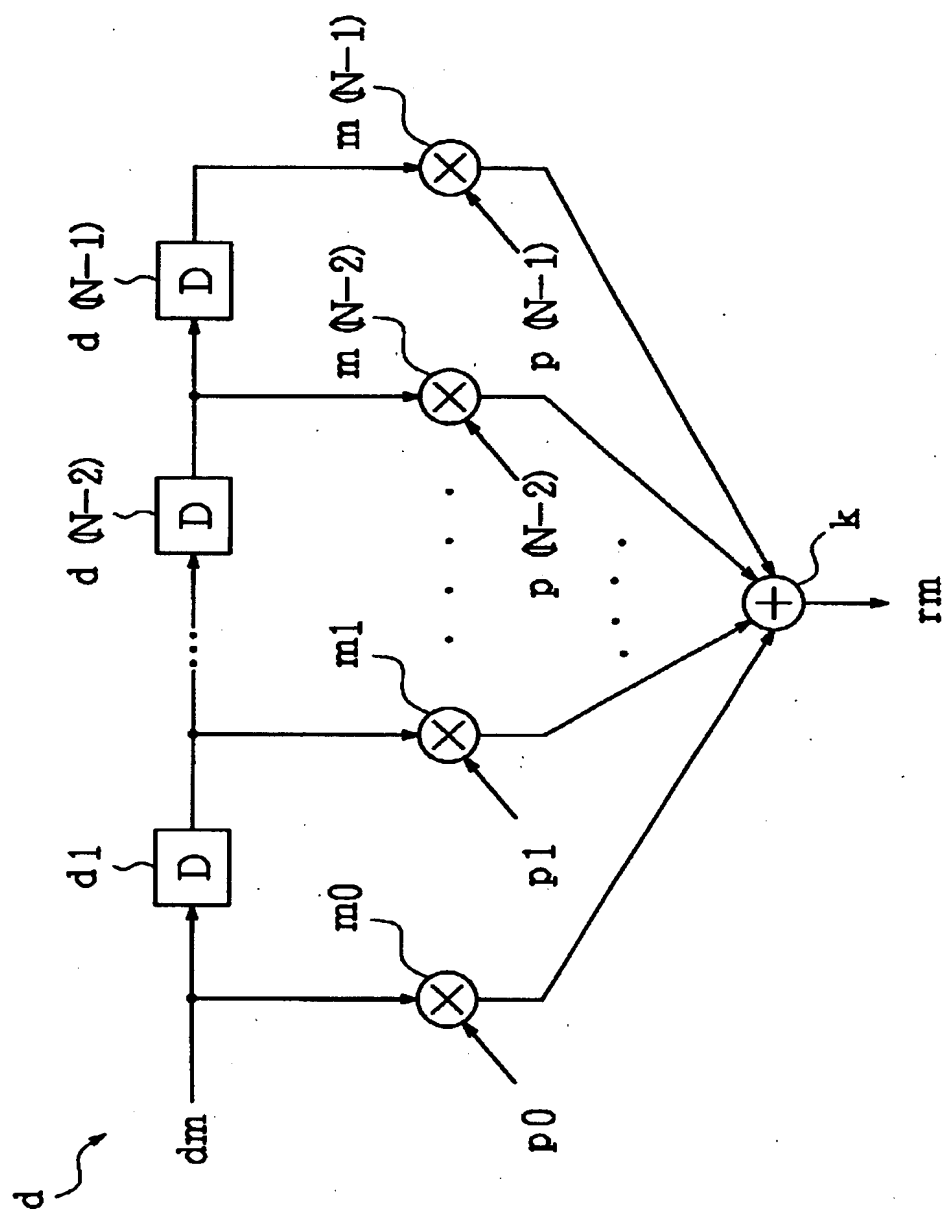 d
d1
d (N-2)
d (N-1)
dm
D
...
D
D
m0
m1
m (N-2)
m (N-1)
p0
p1
p (N-2)
p (N-1)
k
rm